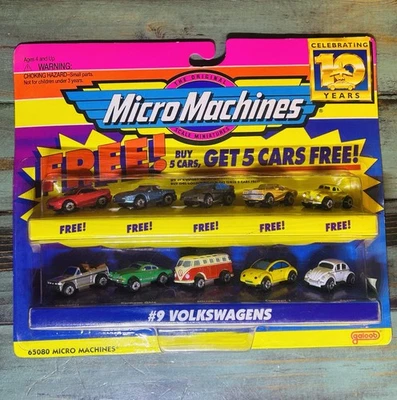 Ages 4 and Up
WARNING:
CHOKING HAZARD-Small parts.
Not for children under 3 years.
CELEBRATING
10
YEARS
THE ORIGINAL
MicroMachines
SCALE MINIATURES
FREE! BUY 5 CARS, GET 5 CARS FREE!
FREE! FREE! FREE! FREE! FREE!
#9 VOLKSWAGENS
65080 MICRO MACHINES
galoob